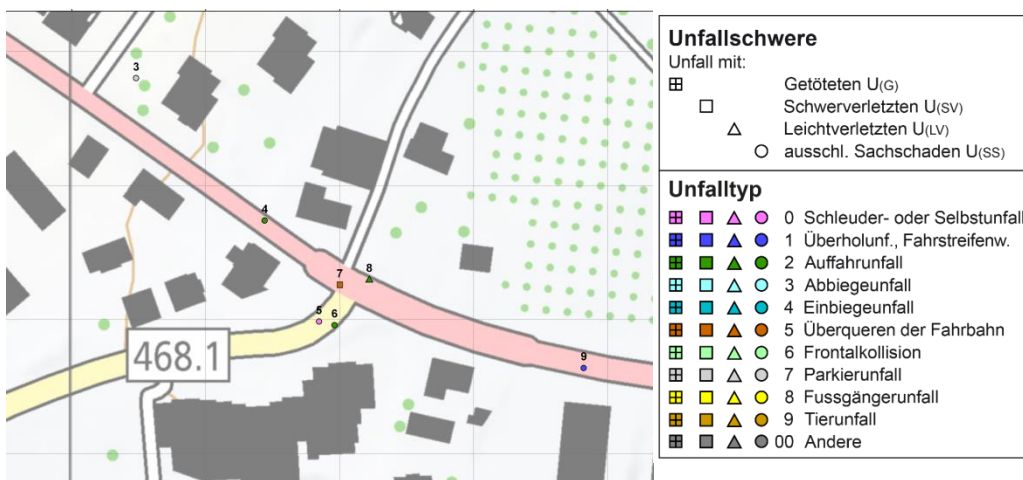 3
4
7
8
5
6
468.1
9
Unfallschwere
Unfall mit:
Getöteten U(G)
Schwerverletzten U(SV)
Leichtverletzten U(LV)
ausschl. Sachschaden U(SS)
Unfalltyp
0 Schleuder- oder Selbstunfall
1 Überholunf., Fahrstreifenw.
2 Auffahrunfall
3 Abbiegeunfall
4 Einbiegeunfall
5 Überqueren der Fahrbahn
6 Frontalkollision
7 Parkierunfall
8 Fussgängerunfall
9 Tierunfall
00 Andere